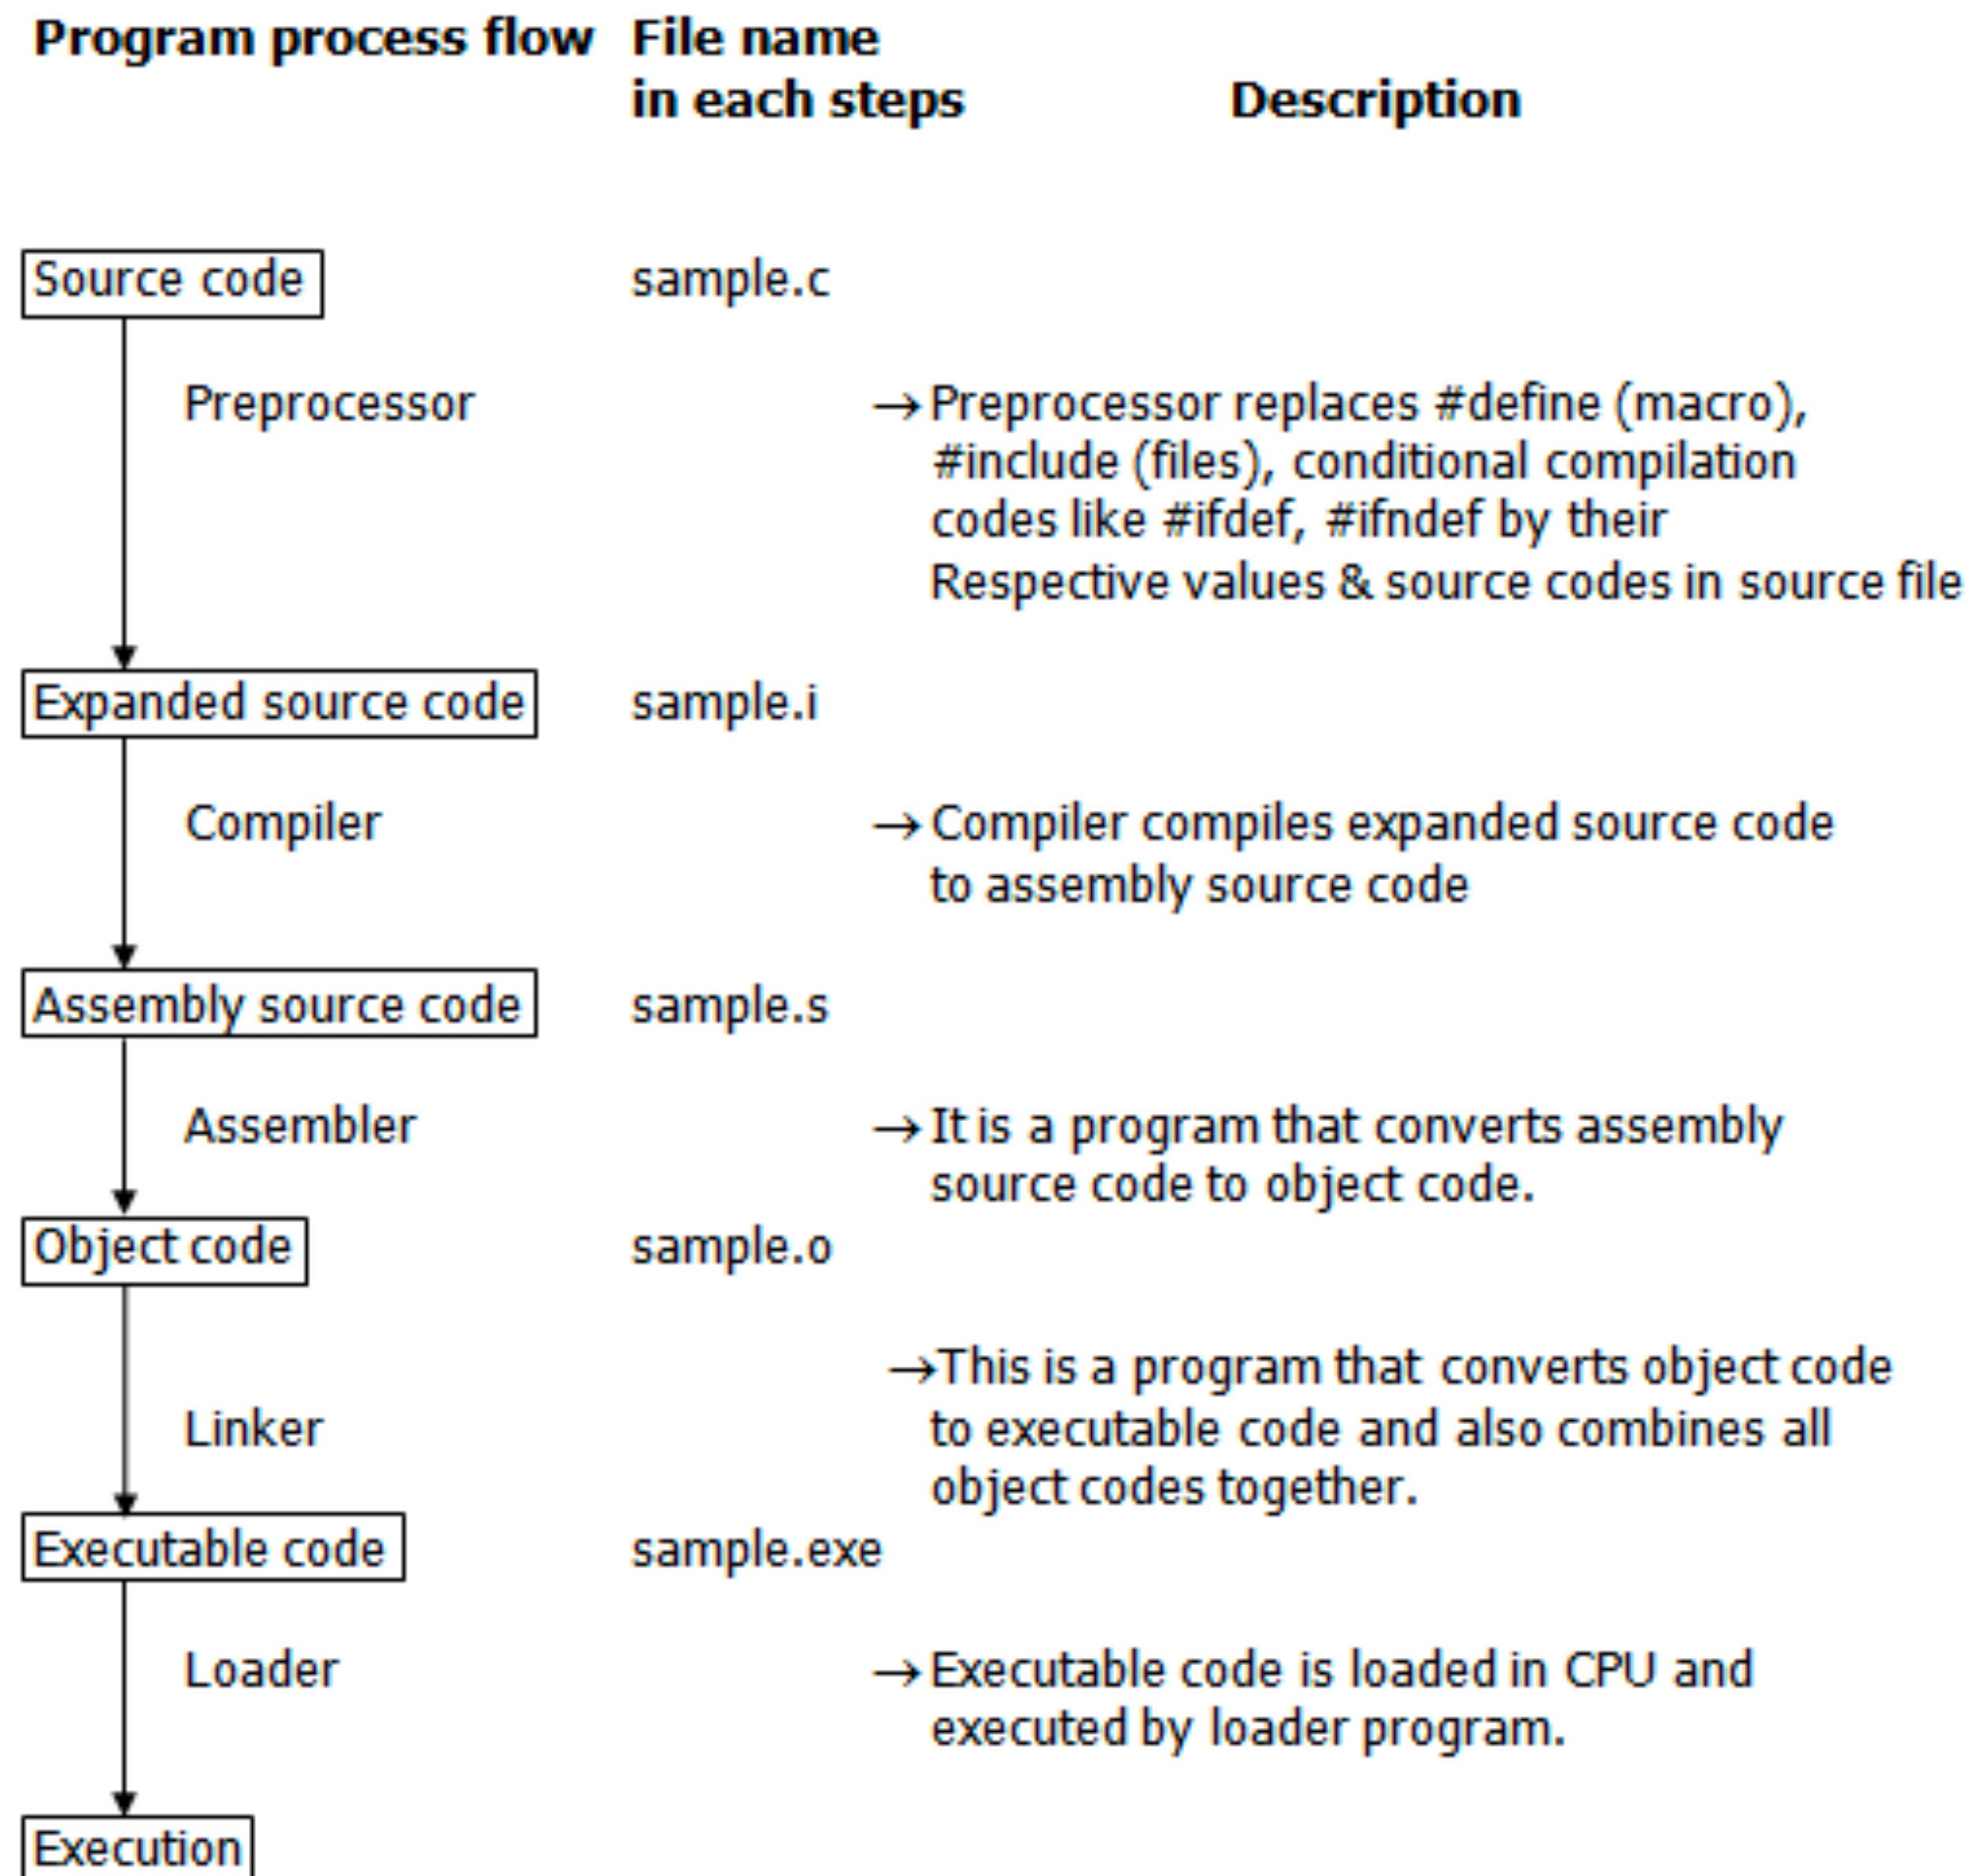 Program process flow File name
in each steps Description
Source code sample.c
Preprocessor → Preprocessor replaces #define (macro),
#include (files), conditional compilation
codes like #ifdef, #ifndef by their
Respective values & source codes in source file
Expanded source code sample.i
Compiler → Compiler compiles expanded source code
to assembly source code
Assembly source code sample.s
Assembler → It is a program that converts assembly
source code to object code.
Object code sample.o
→This is a program that converts object code
Linker to executable code and also combines all
object codes together.
Executable code sample.exe
Loader → Executable code is loaded in CPU and
executed by loader program.
Execution